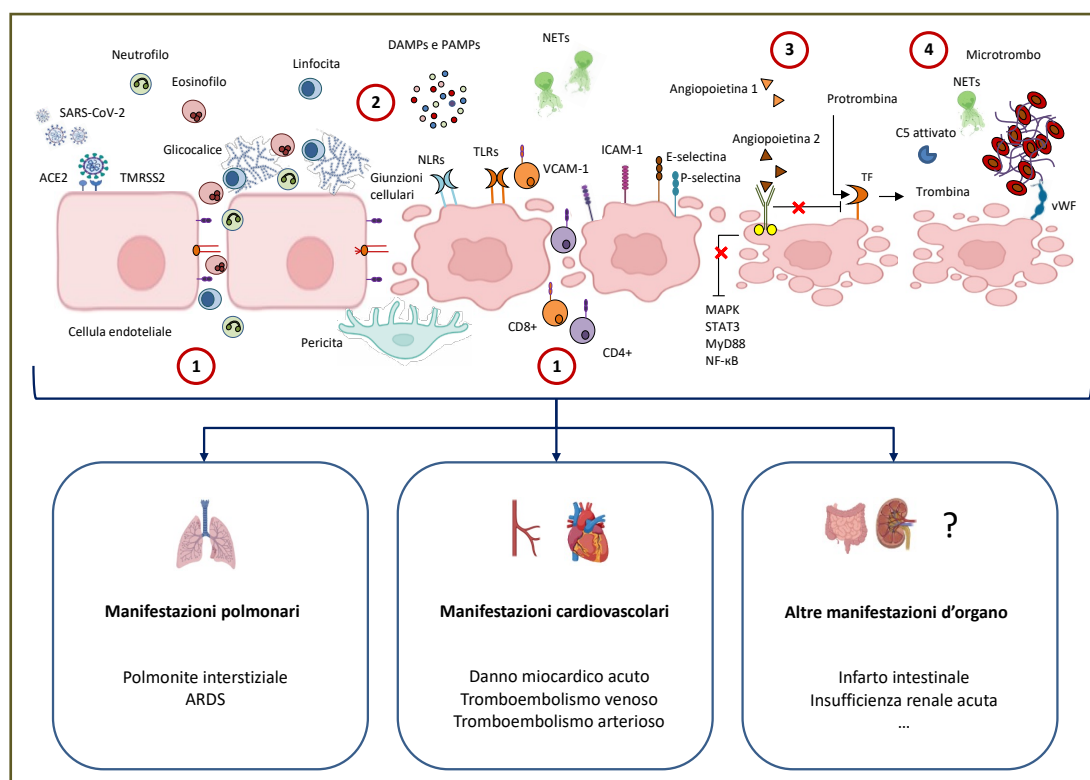 NETs
3
4
DAMPs e PAMPs
Microtrombo
Neutrofilo
Linfocita
NETs
Eosinofilo
2
Angiopoietina 1
Protrombina
SARS-CoV-2
C5 attivato
Angiopoietina 2
Glicocalice
TLRs
ICAM-1
E-selectina
NLRs
VCAM-1
ACE2
TMRSS2
Giunzioni
cellulari
P-selectina
TF
Trombina
vWF
MAPK
STAT3
MyD88
NF-κB
CD8+
Cellula endoteliale
Pericita
CD4+
1
1
?
Manifestazioni polmonari
Polmonite interstiziale
ARDS
Manifestazioni cardiovascolari
Danno miocardico acuto
Tromboembolismo venoso
Tromboembolismo arterioso
Altre manifestazioni d’organo
Infarto intestinale
Insufficienza renale acuta
...